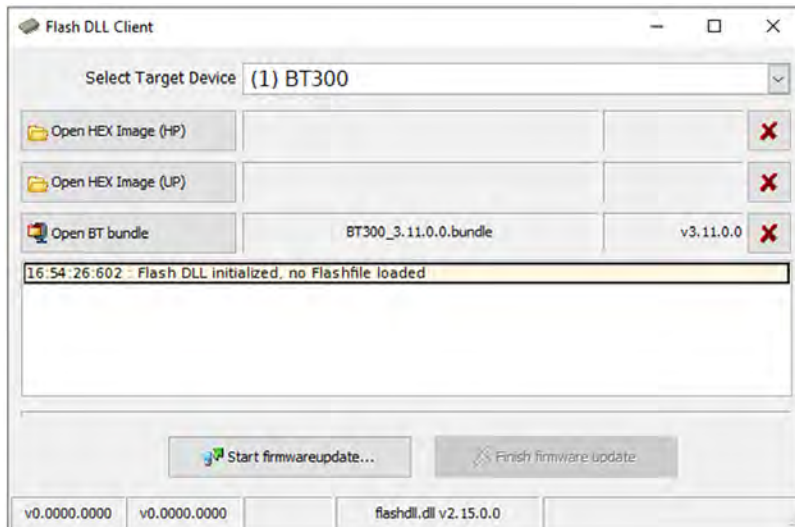 Flash DLL Client
Select Target Device (1) BT300
Open HEX Image (HP)
Open HEX Image (UP)
Open BT bundle BT300_3.11.0.0.bundle v3.11.0.0
16:54:26:602 : Flash DLL initialized, no Flashfile loaded
Start firmwareupdate... Finish firmware update
v0.0000.0000 v0.0000.0000 flashdll.dll v2.15.0.0